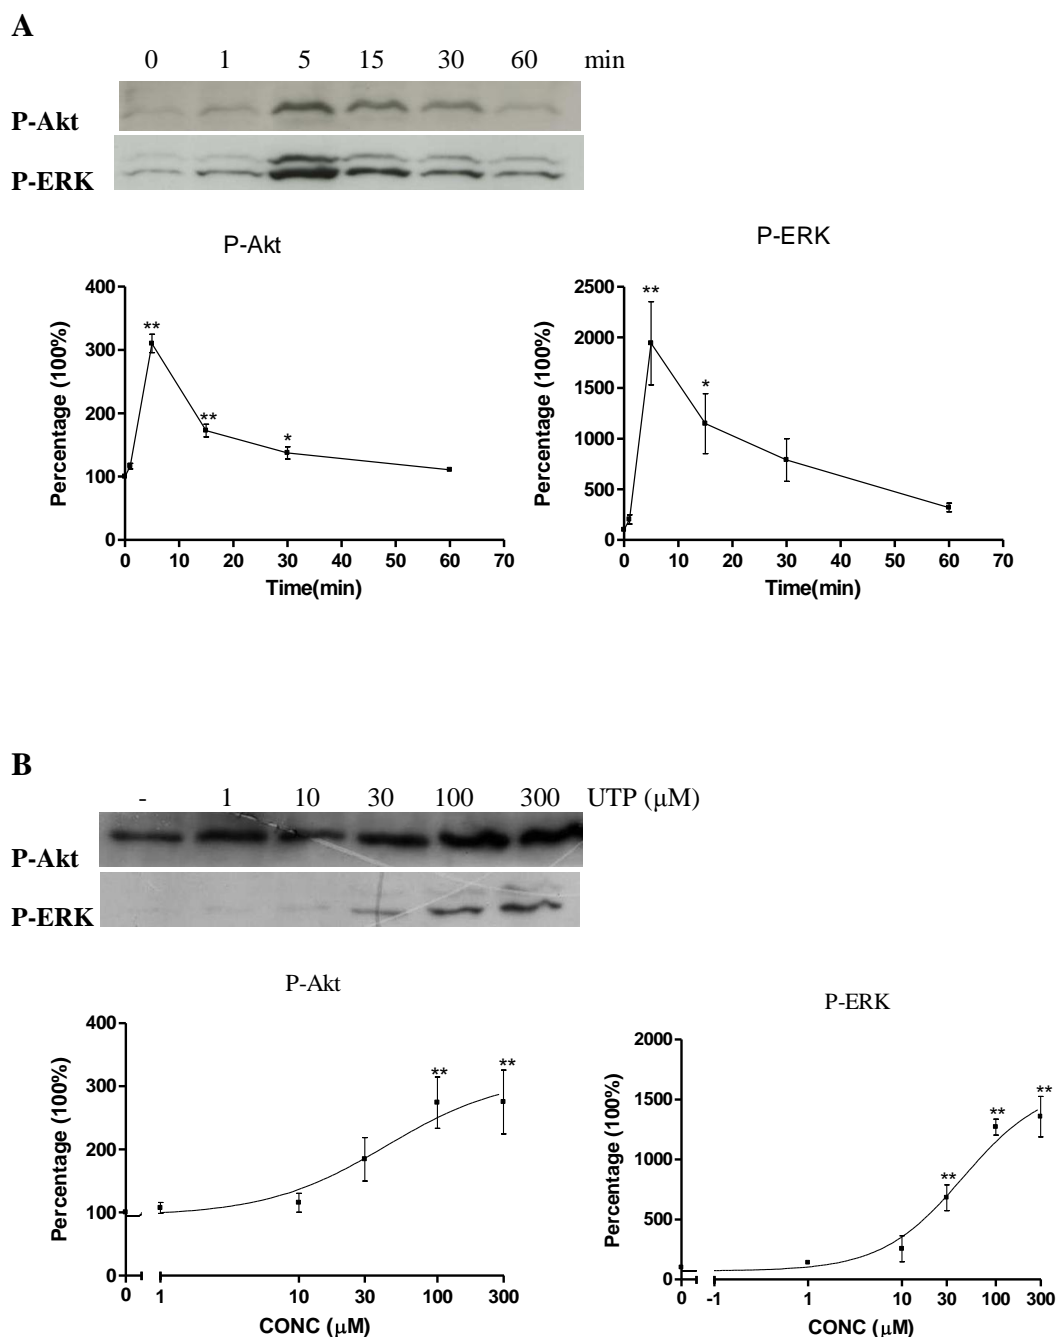 A
0 1 5 15 30 60 min
P-Akt
P-ERK
P-Akt
400
300
200
100
0
Percentage (100%)
**
**
*
0 10 20 30 40 50 60 70
Time(min)
P-ERK
2500
2000
1500
1000
500
0
Percentage (100%)
**
*
0 10 20 30 40 50 60 70
Time(min)
B
- 1 10 30 100 300 UTP (μM)
P-Akt
P-ERK
P-Akt
400
300
200
100
0
Percentage (100%)
**
**
0 1 10 30 100 300
CONC (μM)
P-ERK
2000
1500
1000
500
0
Percentage (100%)
**
**
**
0 -1 1 10 30 100 300
CONC (μM)